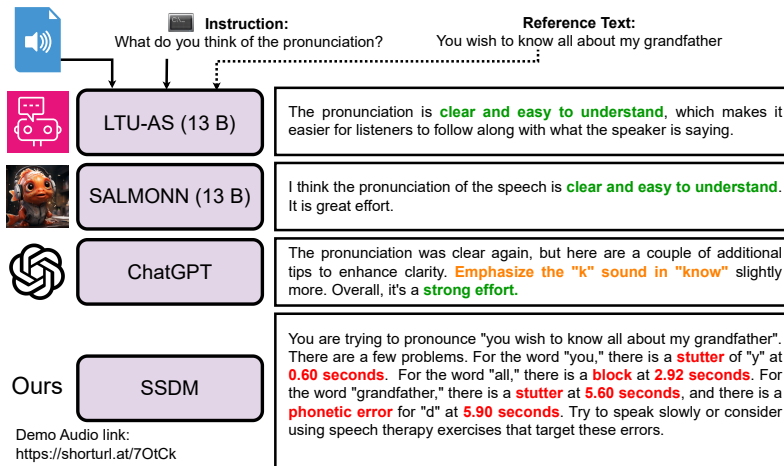 Instruction:
What do you think of the pronunciation?
Reference Text:
You wish to know all about my grandfather
LTU-AS (13 B)
The pronunciation is clear and easy to understand, which makes it
easier for listeners to follow along with what the speaker is saying.
SALMONN (13 B)
I think the pronunciation of the speech is clear and easy to understand.
It is great effort.
ChatGPT
The pronunciation was clear again, but here are a couple of additional
tips to enhance clarity. Emphasize the "k" sound in "know" slightly
more. Overall, it's a strong effort.
Ours
SSDM
You are trying to pronounce "you wish to know all about my grandfather".
There are a few problems. For the word "you," there is a stutter of "y" at
0.60 seconds. For the word "all," there is a block at 2.92 seconds. For
the word "grandfather," there is a stutter at 5.60 seconds, and there is a
phonetic error for "d" at 5.90 seconds. Try to speak slowly or consider
using speech therapy exercises that target these errors.
Demo Audio link:
https://shorturl.at/7OtCk